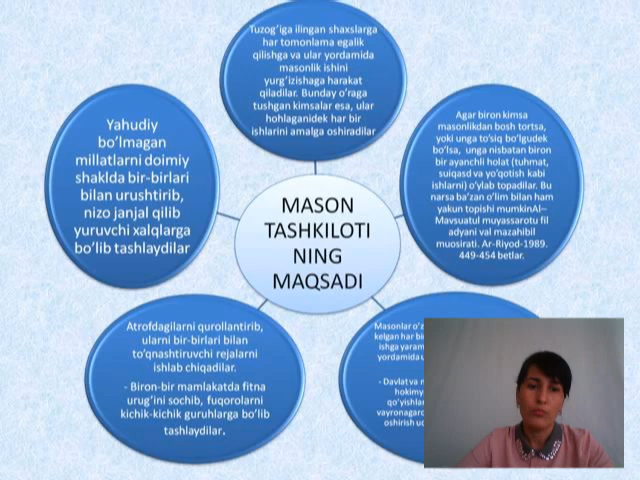 Tuzog'iga ilingan shaxslarga
har tomonlama egalik
qilishga va ular yordamida
masonlik ishini
yurg'izishaga harakat
qiladilar. Bunday o'raga
tushgan kimsalar esa, ular
hohlaganidek har bir
ishlarini amalga oshiradilar
Yahudiy
bo'lmagan
millatlarni doimiy
shaklda bir-birlari
bilan urushtirib,
nizo janjal qilib
yuruvchi xalqlarga
bo'lib tashlaydilar
Agar biron kimsa
masonlikdan bosh tortsa,
yoki unga to'siq bo'lgudek
bo'lsa, unga nisbatan biron
bir ayanchli holat (tuhmat,
suiqasd va yo'qotish kabi
ishlarni) o'ylab topadilar. Bu
narsa ba'zan o'lim bilan ham
yakun topishi mumkinAl–
Mavsuatul muyassarotu fil
adyani val mazahibil
muosirati. Ar-Riyod-1989.
449-454 betlar.
MASON
TASHKILOTI
NING
MAQSADI
Atrofdagilarni qurollantirib,
ularni bir-birlari bilan
to'qnashtiruvchi rejalarni
ishlab chiqadilar.
- Biron-bir mamlakatda fitna
urug'ini sochib, fuqorolarni
kichik-kichik guruhlarga bo'lib
tashlaydilar.
Masonlar
kelgan har
ishga
yordamida
- Davlat va